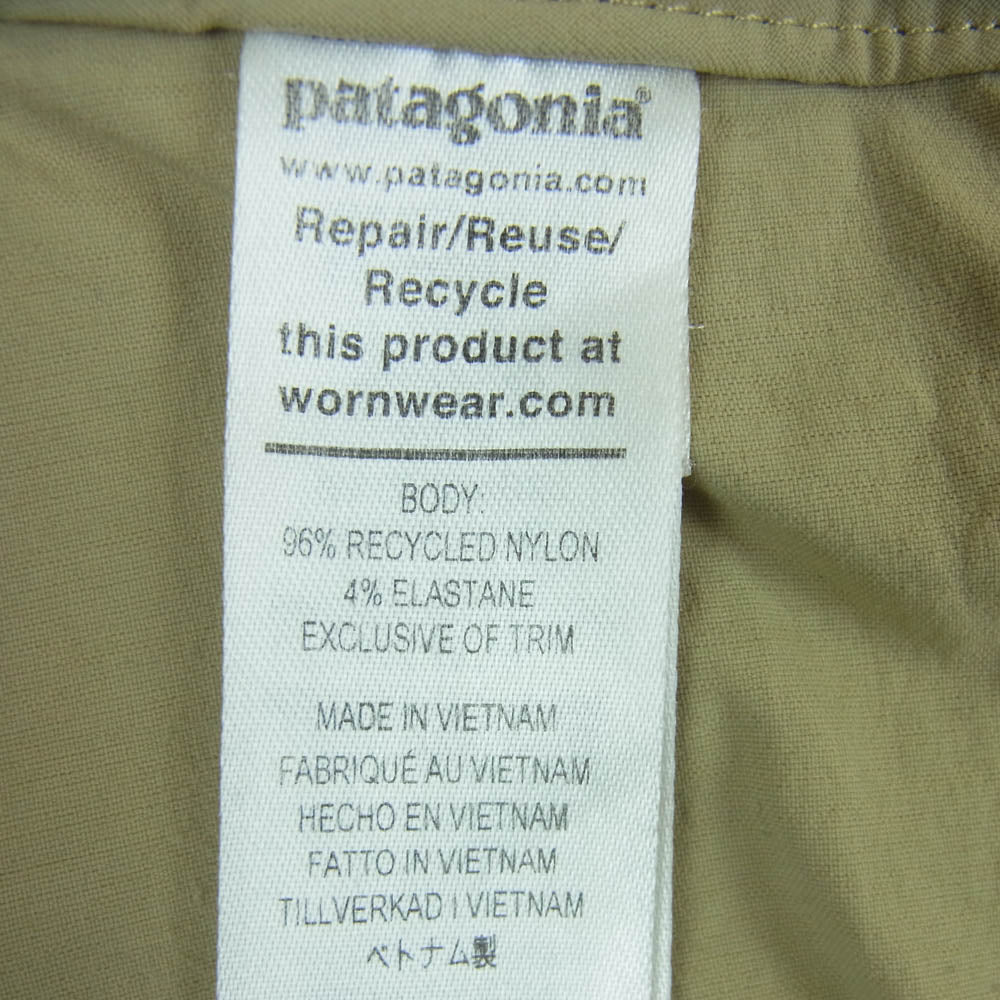 patagonia®
www.patagonia.com
Repair/Reuse/
Recycle
this product at
wornwear.com
BODY:
96% RECYCLED NYLON
4% ELASTANE
EXCLUSIVE OF TRIM
MADE IN VIETNAM
FABRIQUÉ AU VIETNAM
HECHO EN VIETNAM
FATTO IN VIETNAM
TILLVERKAD I VIETNAM
ベトナム製